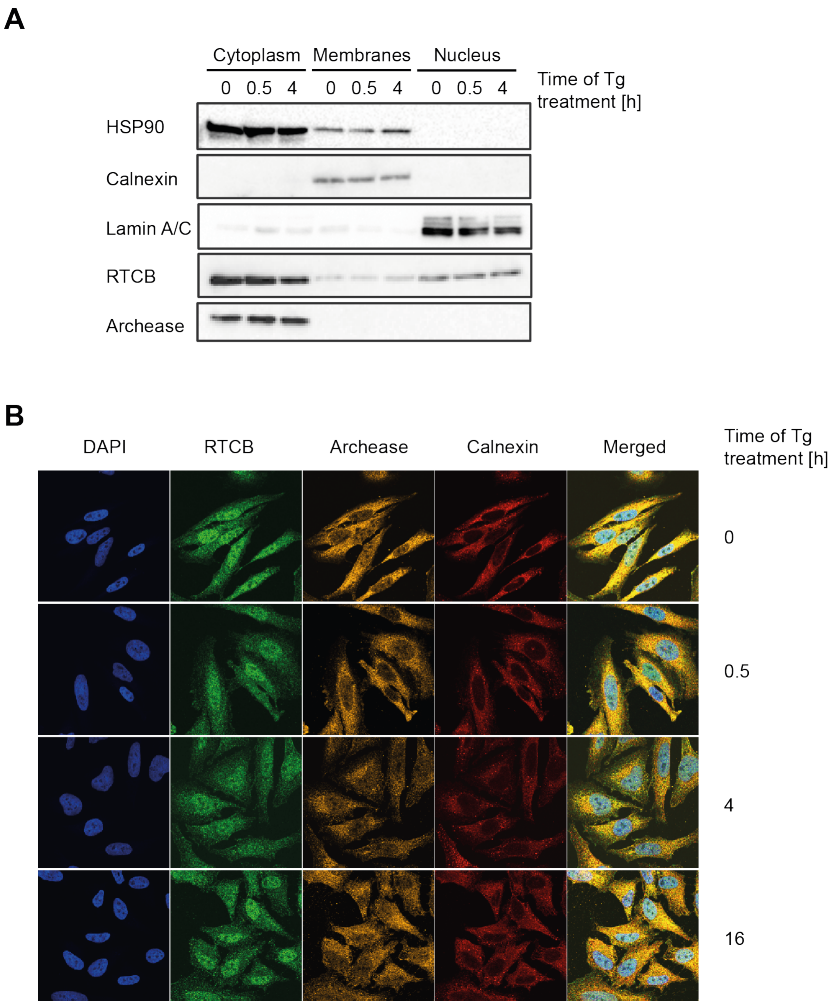 A
Cytoplasm Membranes Nucleus
0 0.5 4 0 0.5 4 0 0.5 4
Time of Tg
treatment [h]
HSP90
Calnexin
Lamin A/C
RTCB
Archease
B
DAPI RTCB Archease Calnexin Merged
Time of Tg
treatment [h]
0
0.5
4
16